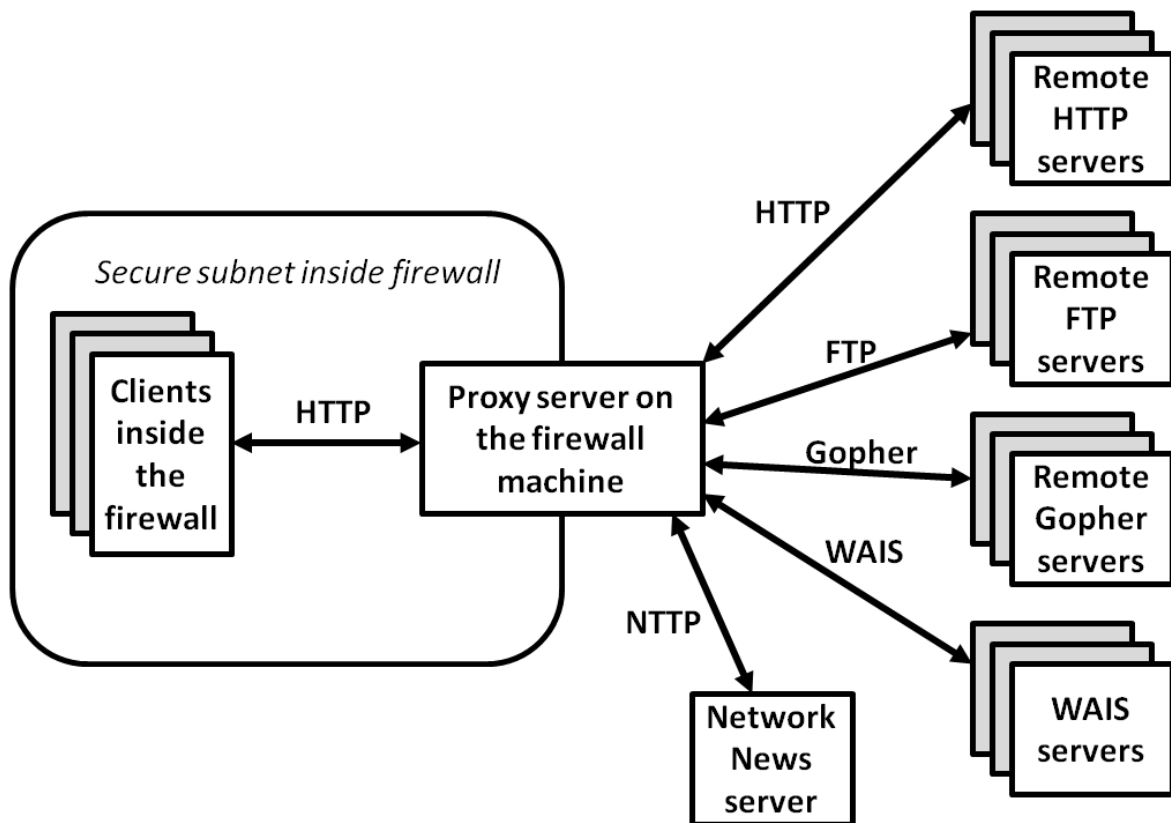 Remote
HTTP
servers
HTTP
Secure subnet inside firewall
Remote
FTP
servers
FTP
Clients
inside
the
firewall
HTTP
Proxy server on
the firewall
machine
Gopher
Remote
Gopher
servers
WAIS
NTTP
WAIS
servers
Network
News
server